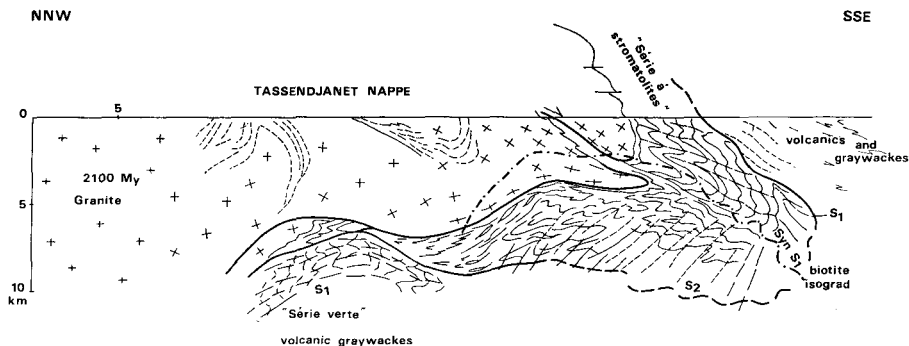 NNW
SSE
"Série à
stromatolites"
TASSENDJANET NAPPE
0
5
volcanics and
graywackes
2100 My
Granite
5
S1
Syn S1
biotite
isograd
10
km
S1
S2
"Série verte"
volcanic graywackes